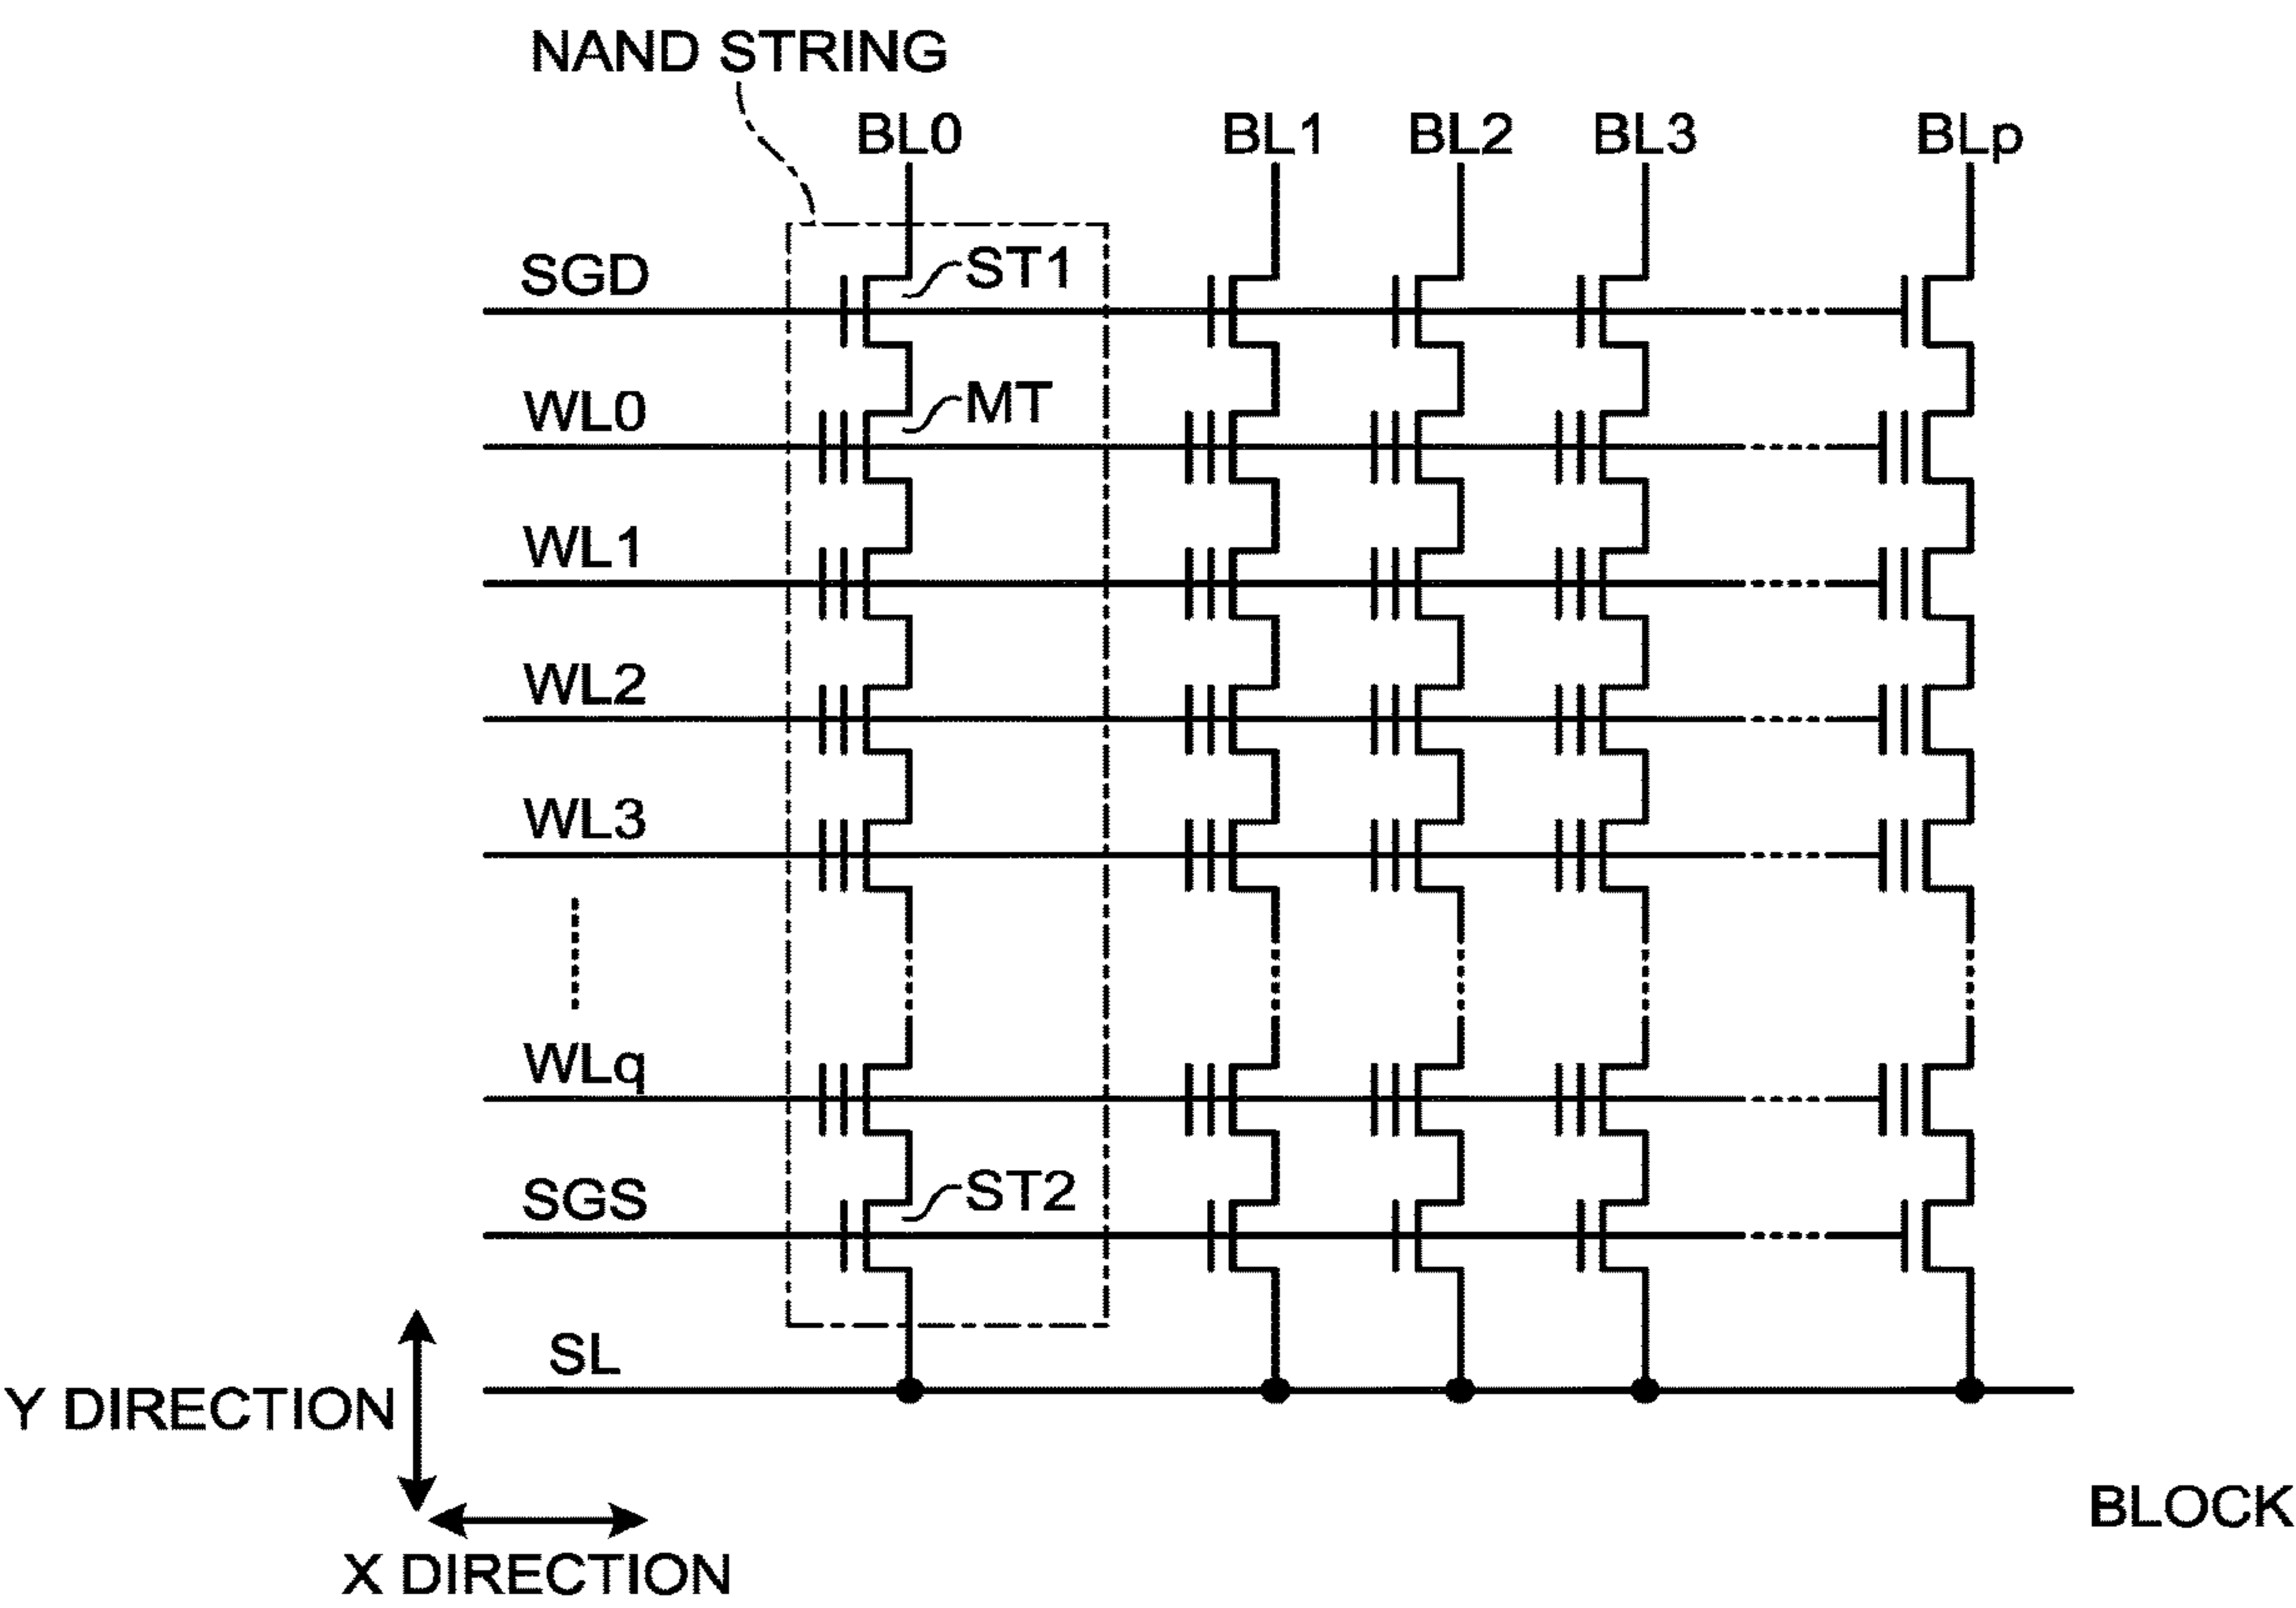 NAND STRING
BL0 BL1 BL2 BL3 BLp
SGD ST1
WL0 MT
WL1
WL2
WL3
WLq
SGS ST2
SL
Y DIRECTION
X DIRECTION
BLOCK